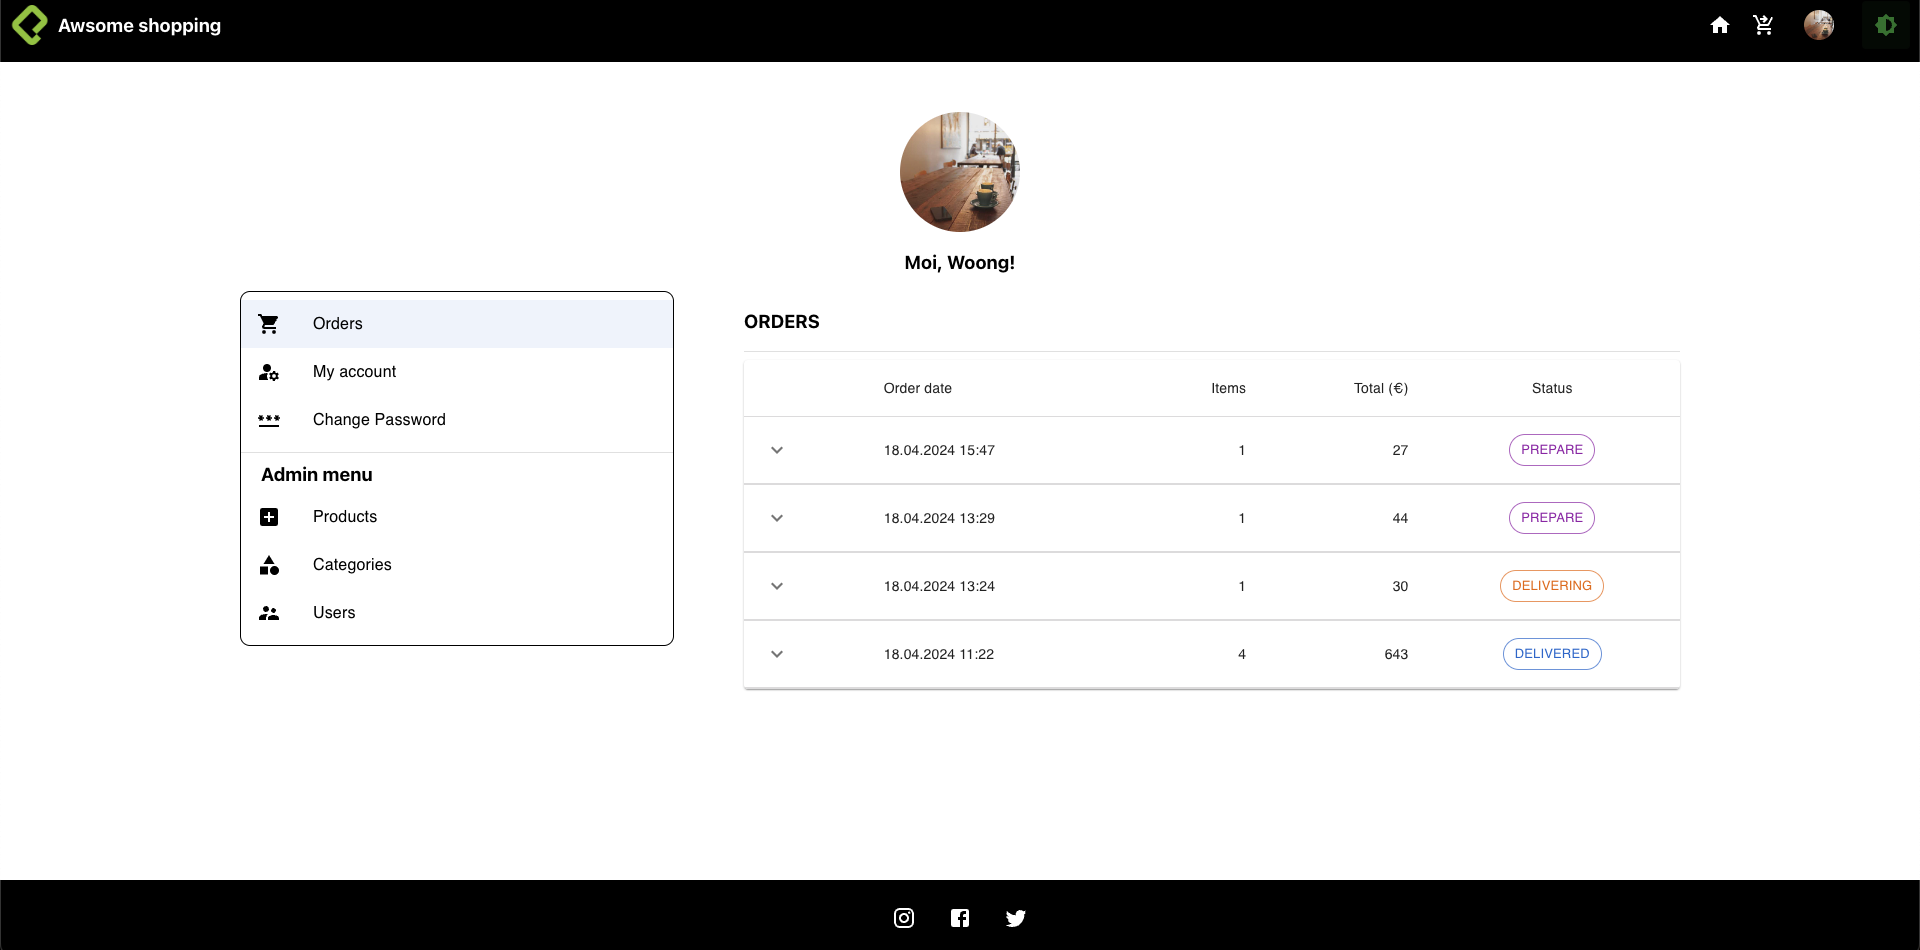 Awsome shopping
Moi, Woong!
Orders
My account
Change Password
Admin menu
Products
Categories
Users
ORDERS
Order date Items Total (€) Status
18.04.2024 15:47 1 27 PREPARE
18.04.2024 13:29 1 44 PREPARE
18.04.2024 13:24 1 30 DELIVERING
18.04.2024 11:22 4 643 DELIVERED